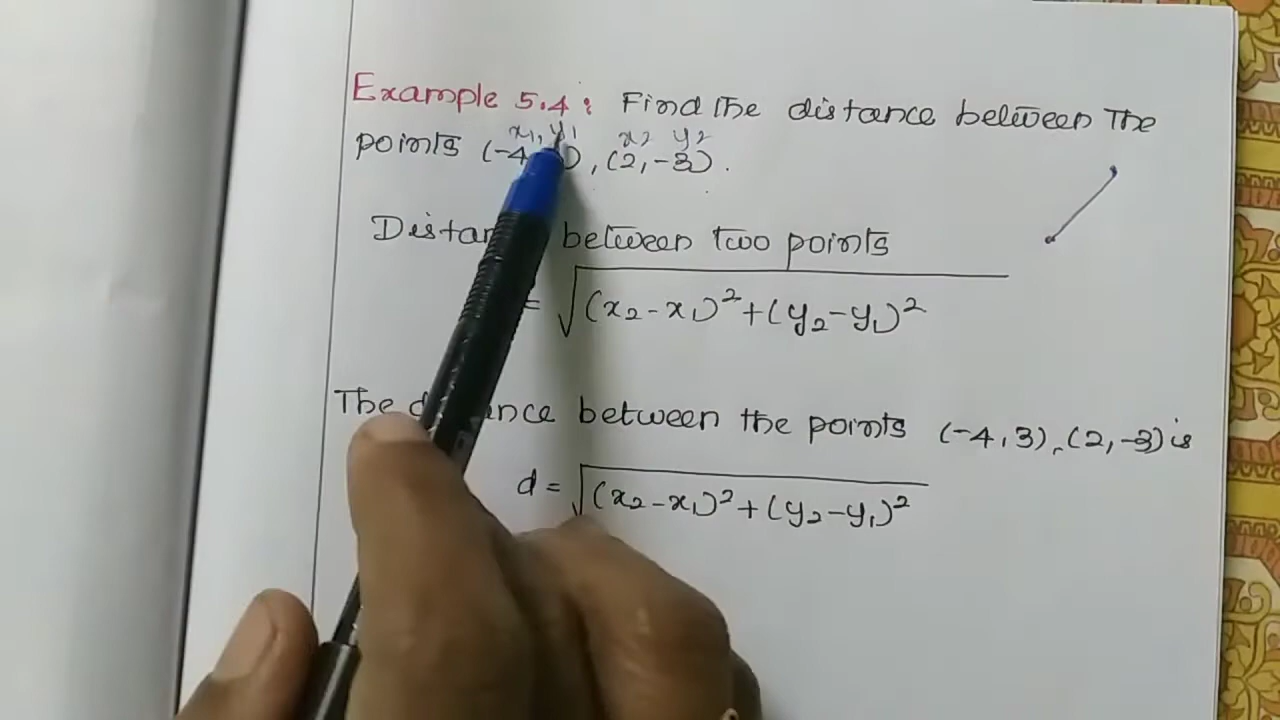 Example 5.4: Find the distance between the
x₁, y₁ x₂ y₂
points (-4, ), (2, -3).
between two points
= √(x₂ - x₁)² + (y₂ - y₁)²
The between the points (-4, 3), (2, -3) is
d = √(x₂ - x₁)² + (y₂ - y₁)²